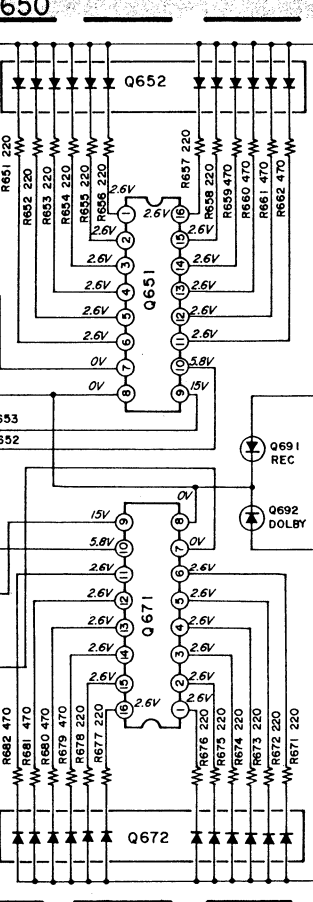 650
Q652
R651 220
R652 220
R653 220
R654 220
R655 220
R656 220
R657 220
R658 220
R659 470
R660 470
R661 470
R662 470
2.6V 1 2.6V 16
2.6V 2 15 2.6V
2.6V 3 14 2.6V
2.6V 4 13 2.6V
2.6V 5 12 2.6V
2.6V 6 11 2.6V
0V 7 10 5.8V
0V 8 9 15V
Q651
653
652
Q691
REC
Q692
DOLBY
0V
15V 9 8
5.8V 10 7 0V
2.6V 11 6 2.6V
2.6V 12 5 2.6V
2.6V 13 4 2.6V
2.6V 14 3 2.6V
2.6V 15 2 2.6V
16 2.6V 1 2.6V
Q671
R682 470
R681 470
R680 470
R679 470
R678 220
R677 220
R676 220
R675 220
R674 220
R673 220
R672 220
R671 220
Q672